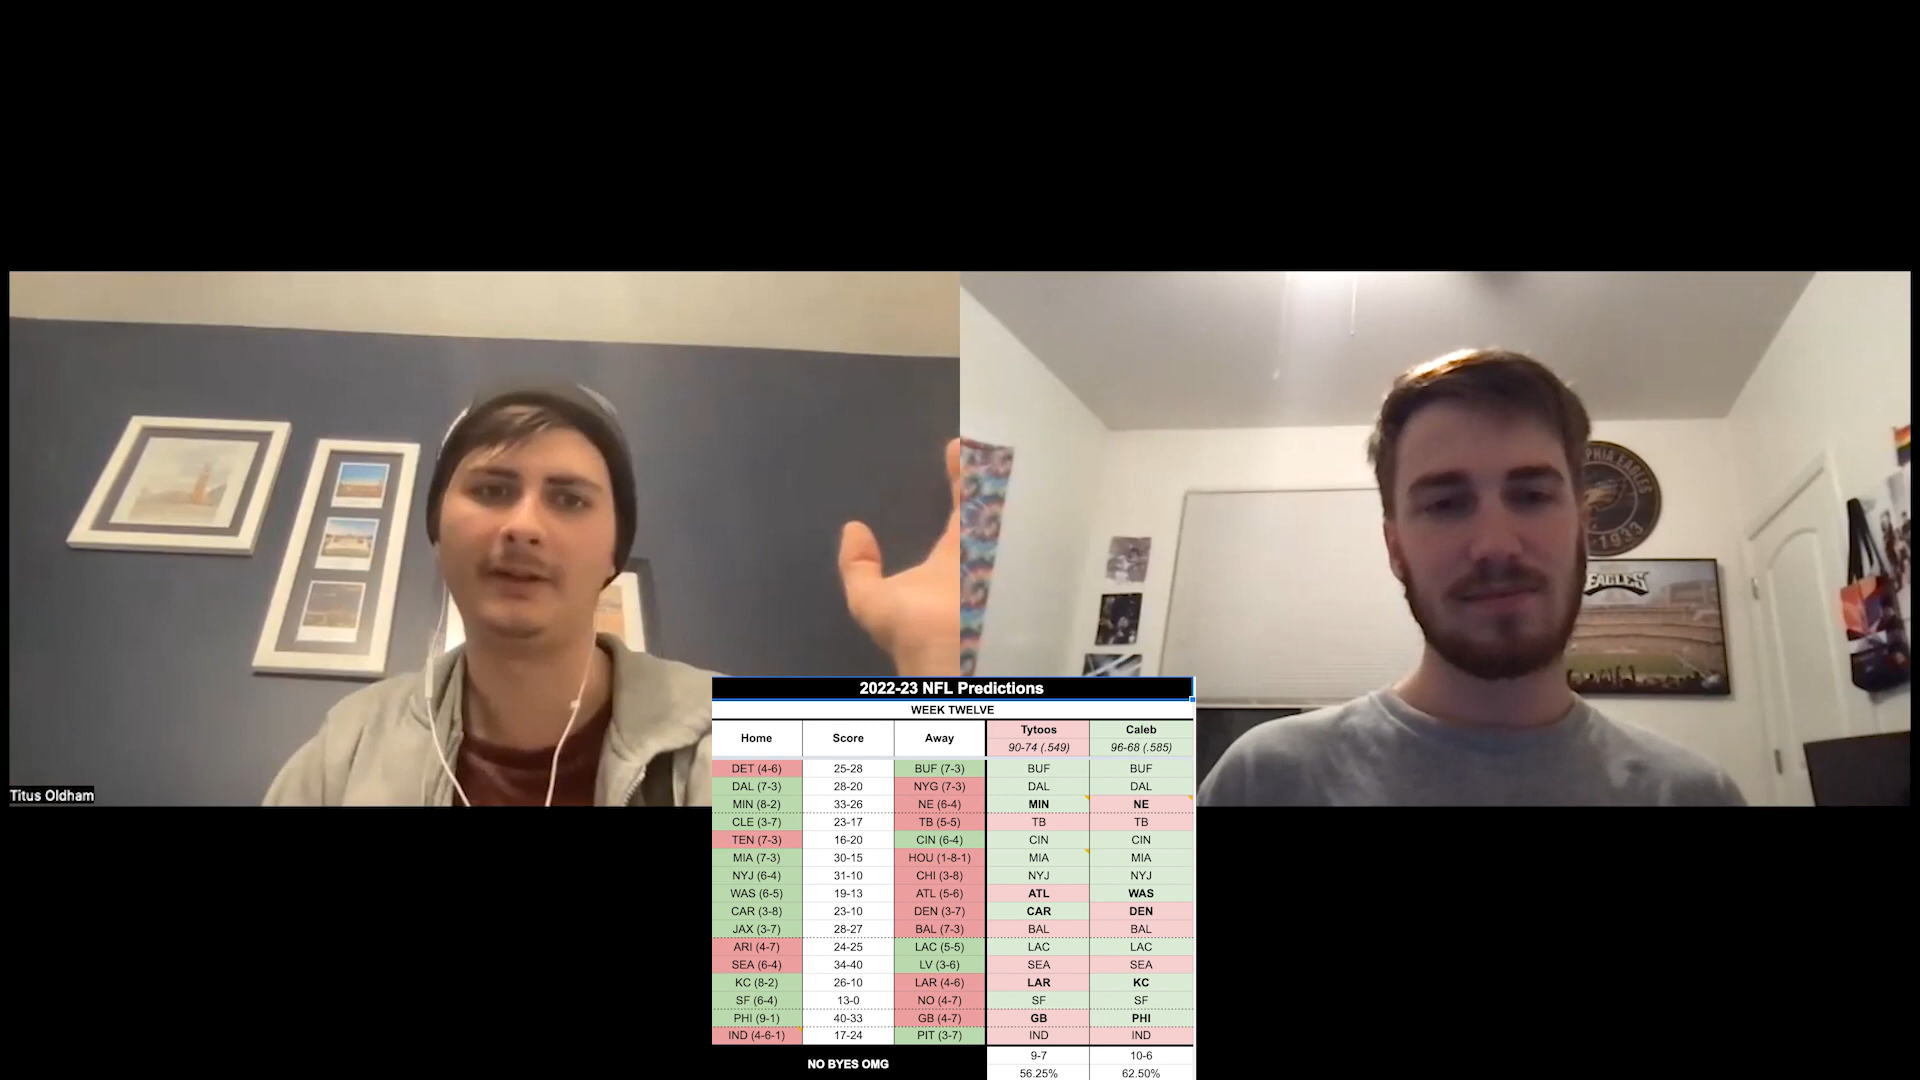 PHIA EAGLES
1933
EAGLES
Titus Oldham
2022-23 NFL Predictions
WEEK TWELVE
Home Score Away Tytoos Caleb
90-74 (.549) 96-68 (.585)
DET (4-6) 25-28 BUF (7-3) BUF BUF
DAL (7-3) 28-20 NYG (7-3) DAL DAL
MIN (8-2) 33-26 NE (6-4) MIN NE
CLE (3-7) 23-17 TB (5-5) TB TB
TEN (7-3) 16-20 CIN (6-4) CIN CIN
MIA (7-3) 30-15 HOU (1-8-1) MIA MIA
NYJ (6-4) 31-10 CHI (3-8) NYJ NYJ
WAS (6-5) 19-13 ATL (5-6) ATL WAS
CAR (3-8) 23-10 DEN (3-7) CAR DEN
JAX (3-7) 28-27 BAL (7-3) BAL BAL
ARI (4-7) 24-25 LAC (5-5) LAC LAC
SEA (6-4) 34-40 LV (3-6) SEA SEA
KC (8-2) 26-10 LAR (4-6) LAR KC
SF (6-4) 13-0 NO (4-7) SF SF
PHI (9-1) 40-33 GB (4-7) GB PHI
IND (4-6-1) 17-24 PIT (3-7) IND IND
NO BYES OMG 9-7 10-6
56.25% 62.50%